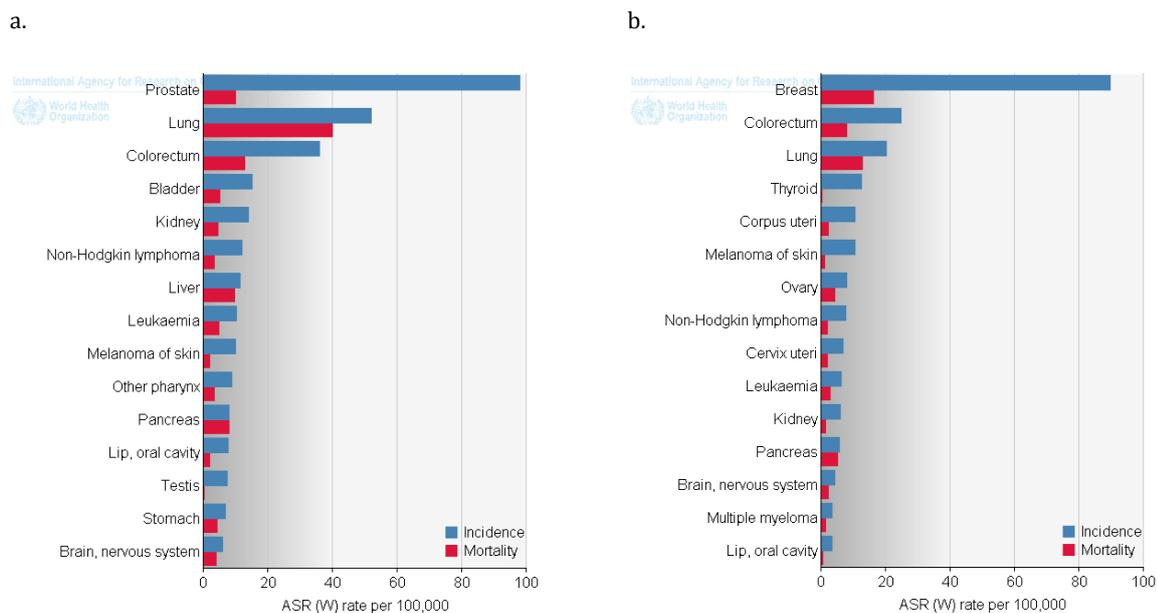 a.
International Agency for Research on
World Health
Organization
Prostate
Lung
Colorectum
Bladder
Kidney
Non-Hodgkin lymphoma
Liver
Leukaemia
Melanoma of skin
Other pharynx
Pancreas
Lip, oral cavity
Testis
Stomach
Brain, nervous system
Incidence
Mortality
0 20 40 60 80 100
ASR (W) rate per 100,000
b.
International Agency for Research on
World Health
Organization
Breast
Colorectum
Lung
Thyroid
Corpus uteri
Melanoma of skin
Ovary
Non-Hodgkin lymphoma
Cervix uteri
Leukaemia
Kidney
Pancreas
Brain, nervous system
Multiple myeloma
Lip, oral cavity
Incidence
Mortality
0 20 40 60 80 100
ASR (W) rate per 100,000